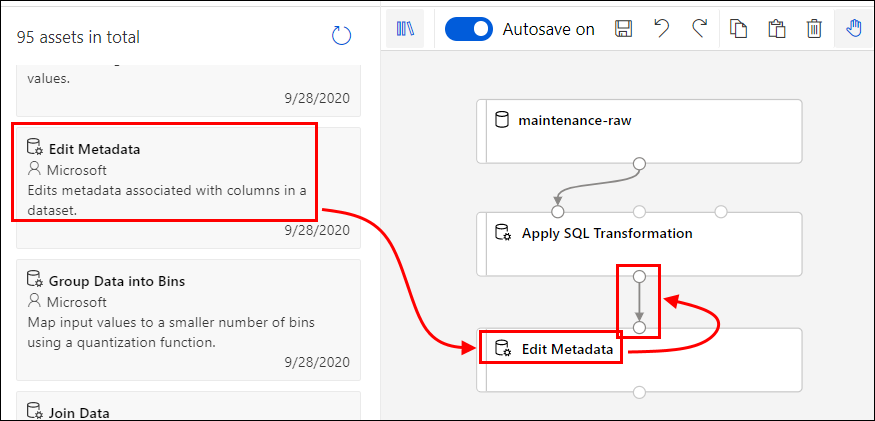 95 assets in total
values.
9/28/2020
Edit Metadata
Microsoft
Edits metadata associated with columns in a
dataset.
9/28/2020
Group Data into Bins
Microsoft
Map input values to a smaller number of bins
using a quantization function.
9/28/2020
Join Data
Autosave on
maintenance-raw
Apply SQL Transformation
Edit Metadata